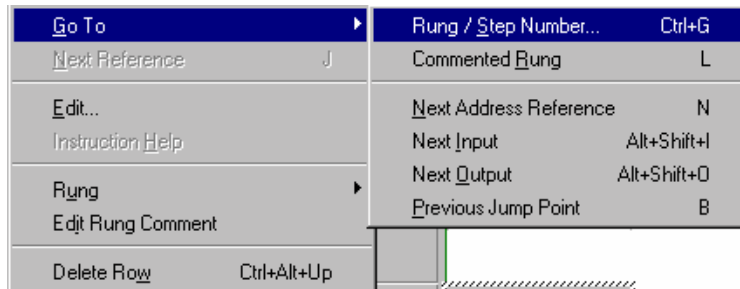 Go To
Next Reference J
Edit...
Instruction Help
Rung
Edit Rung Comment
Delete Row Ctrl+Alt+Up
Rung / Step Number... Ctrl+G
Commented Rung L
Next Address Reference N
Next Input Alt+Shift+I
Next Output Alt+Shift+O
Previous Jump Point B